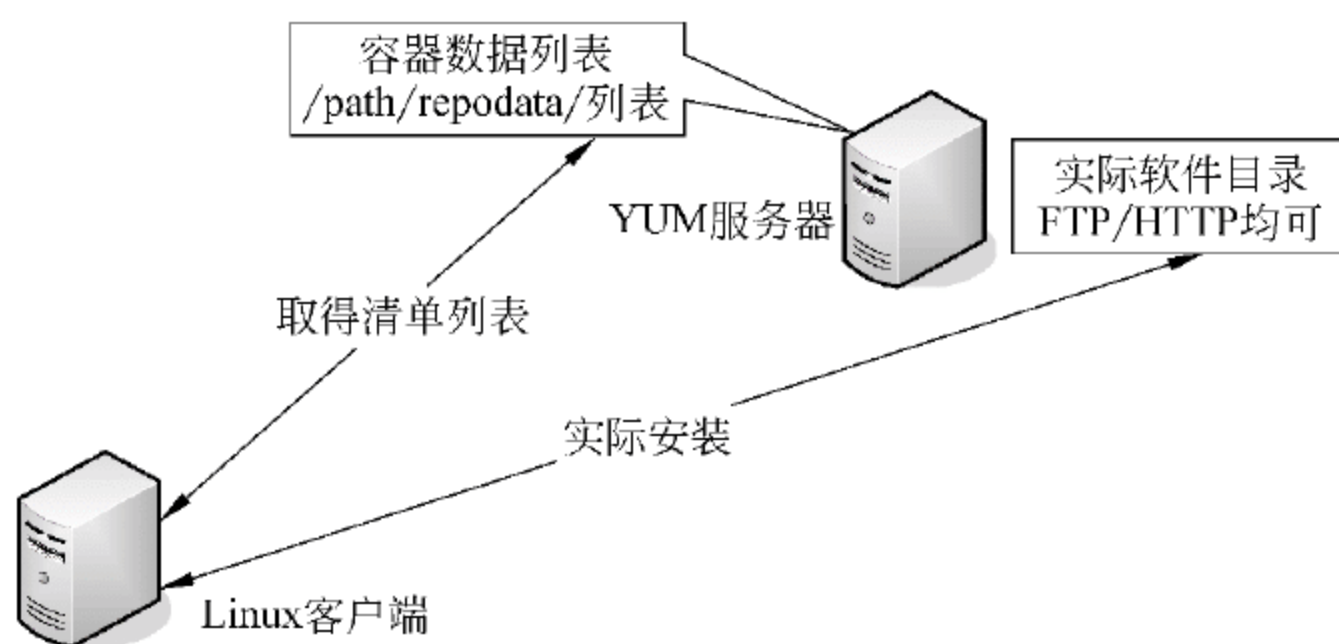 容器数据列表
/path/repodata/列表
YUM服务器
实际软件目录
FTP/HTTP均可
取得清单列表
实际安装
Linux客户端